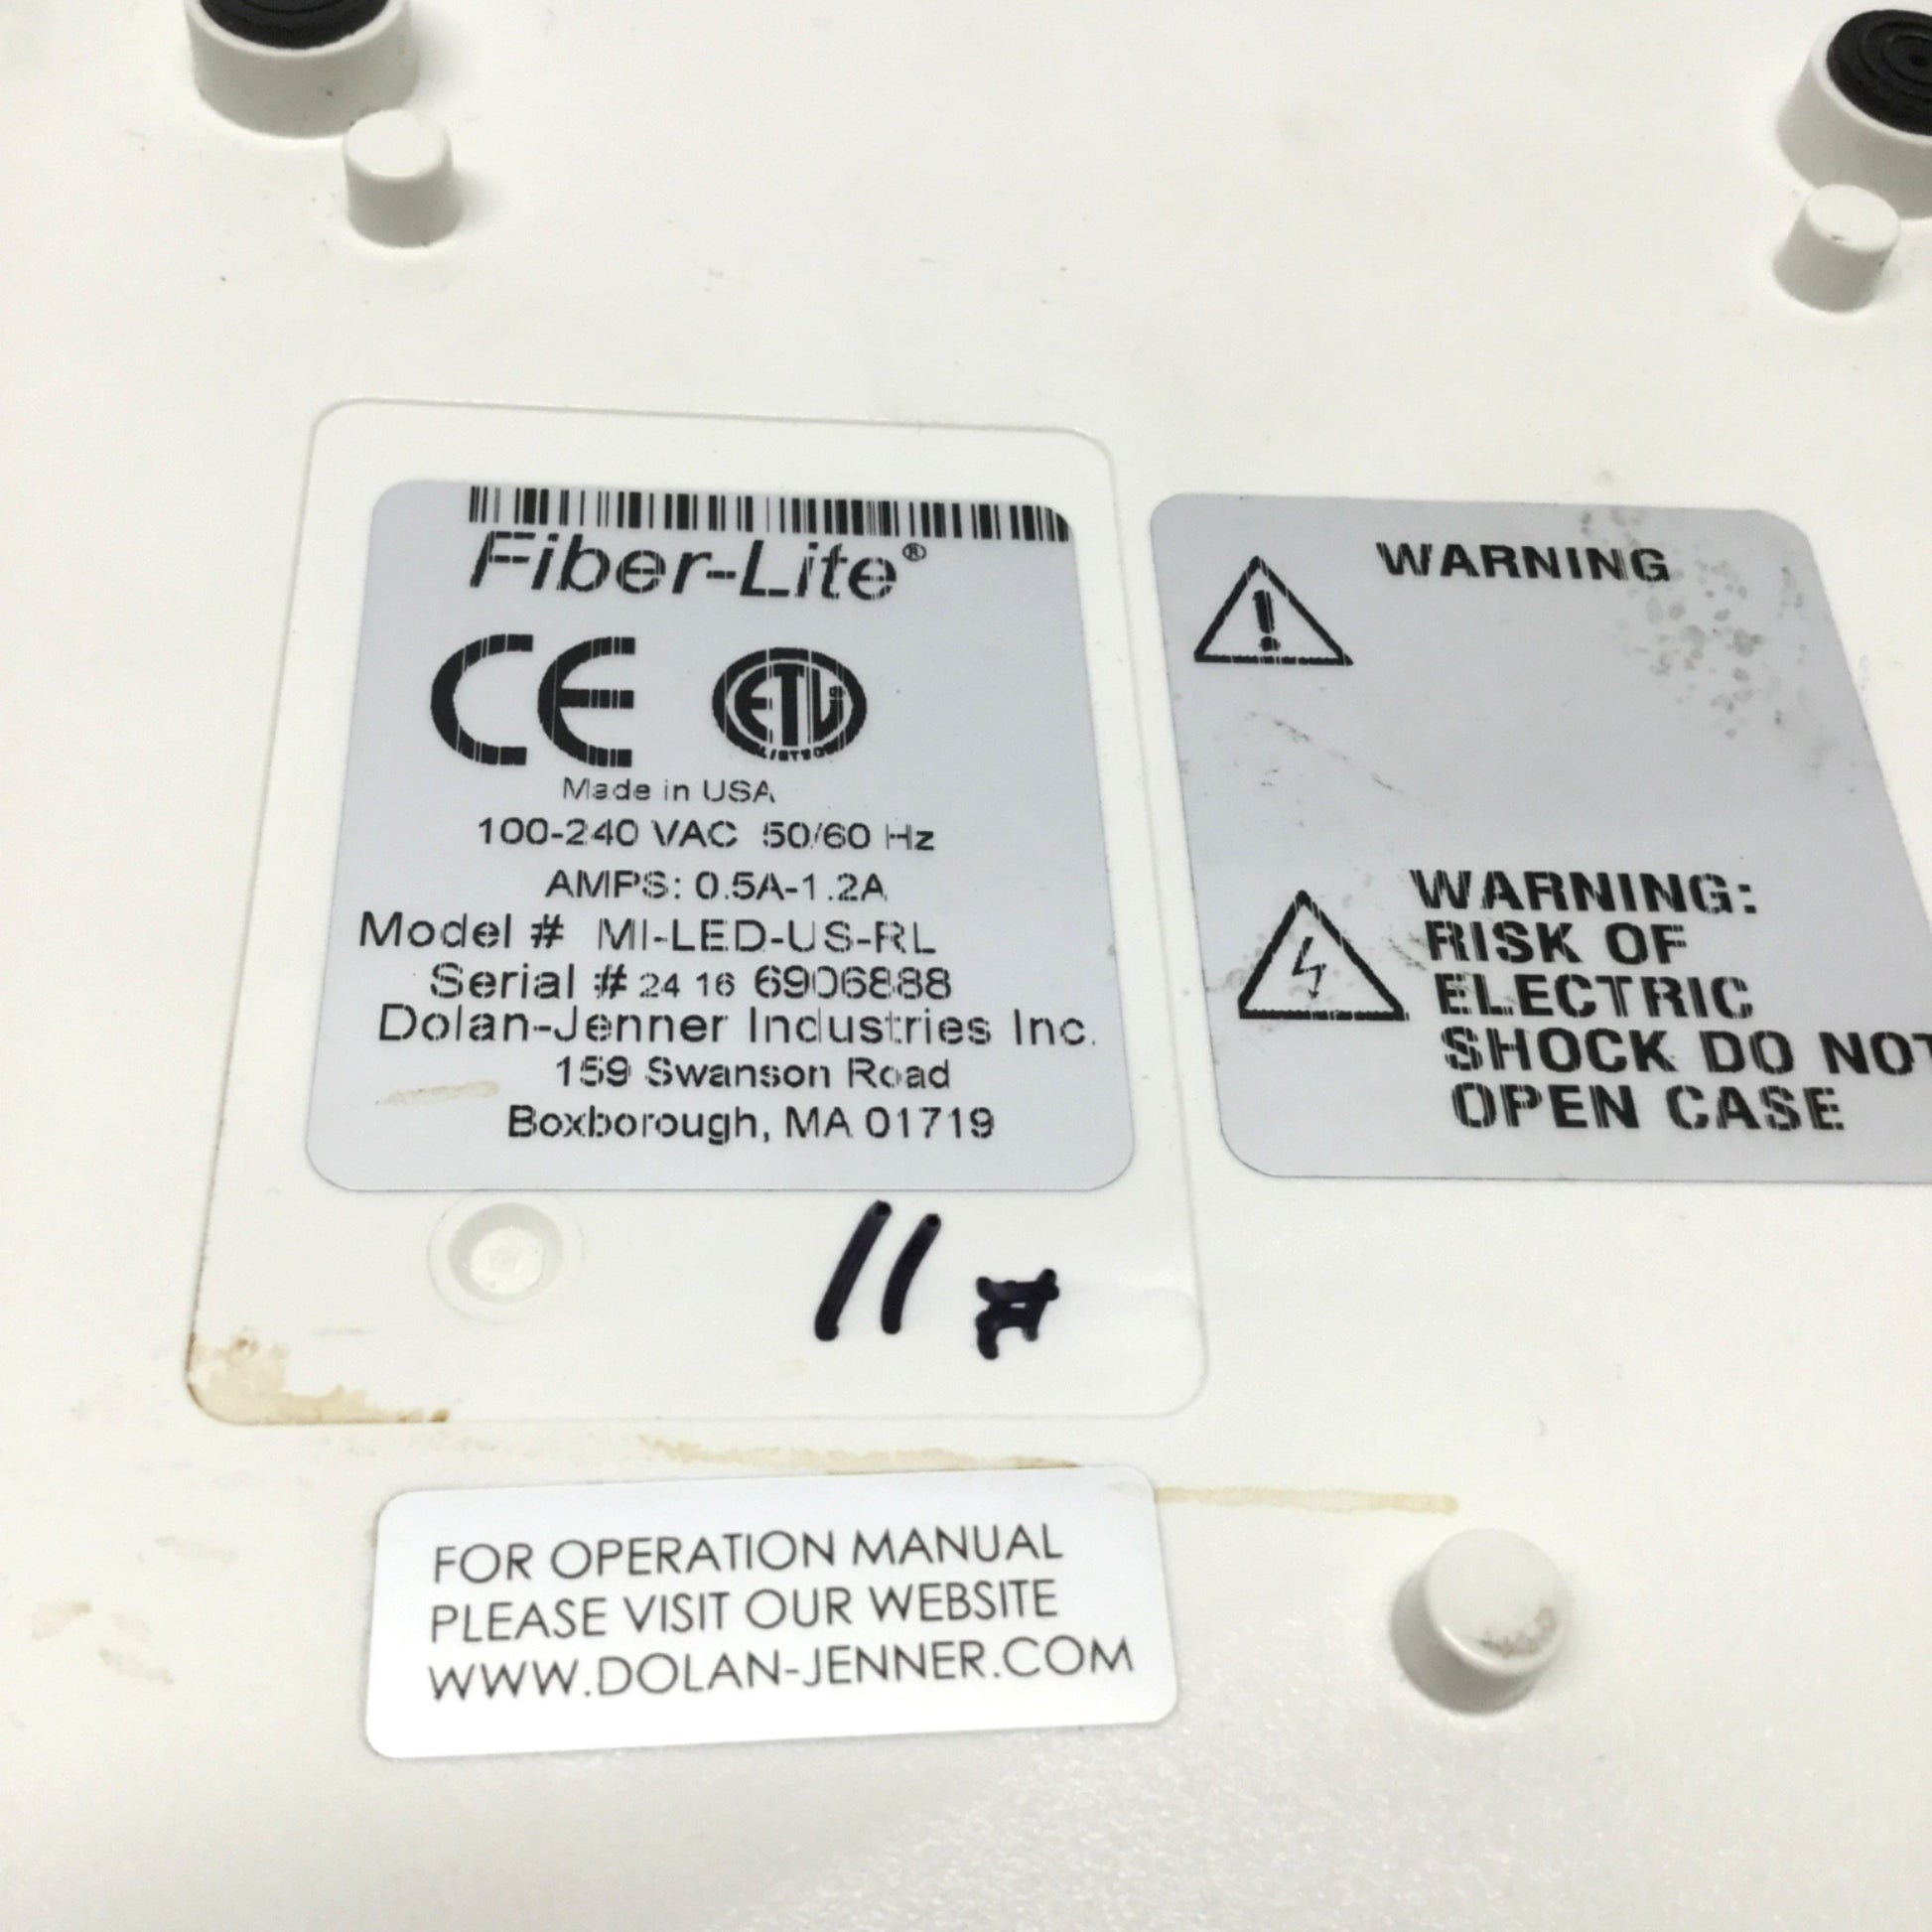 Fiber-Lite®
CE ETL
LISTED
Made in USA
100-240 VAC 50/60 Hz
AMPS: 0.5A-1.2A
Model # MI-LED-US-RL
Serial # 24 16 6906888
Dolan-Jenner Industries Inc.
159 Swanson Road
Boxborough, MA 01719
WARNING
WARNING:
RISK OF
ELECTRIC
SHOCK DO NOT
OPEN CASE
11
FOR OPERATION MANUAL
PLEASE VISIT OUR WEBSITE
WWW.DOLAN-JENNER.COM